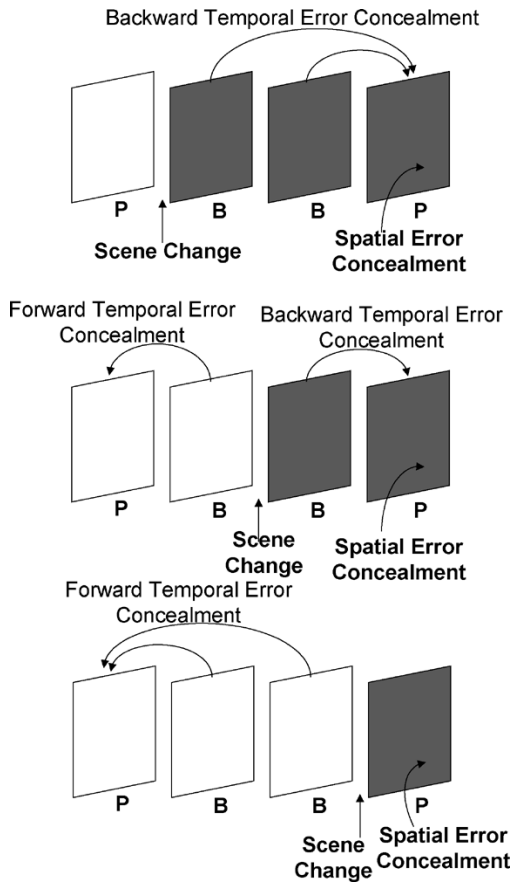 Backward Temporal Error Concealment
P
B
B
P
Scene Change
Spatial Error
Concealment
Forward Temporal Error
Concealment
Backward Temporal Error
Concealment
P
B
B
P
Scene
Change
Spatial Error
Concealment
Forward Temporal Error
Concealment
P
B
B
P
Scene
Change
Spatial Error
Concealment